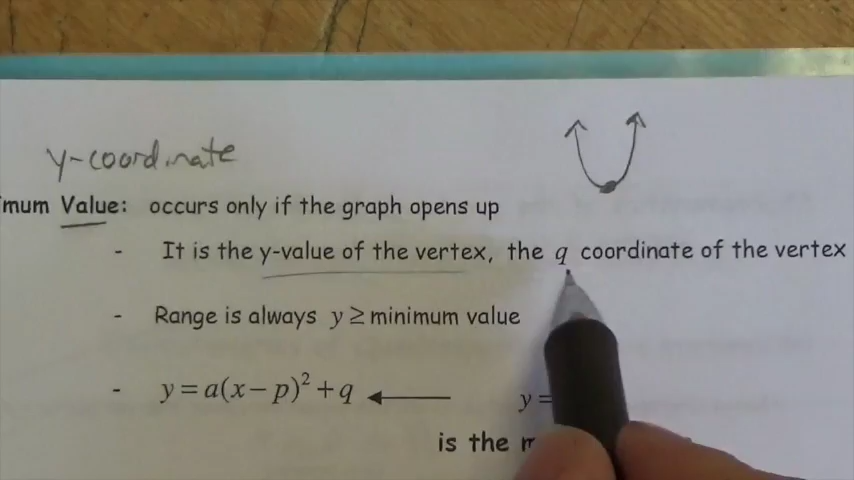 y-coordinate
Value: occurs only if the graph opens up
- It is the y-value of the vertex, the q coordinate of the vertex
- Range is always y ≥ minimum value
- y = a(x − p)² + q
y =
is the